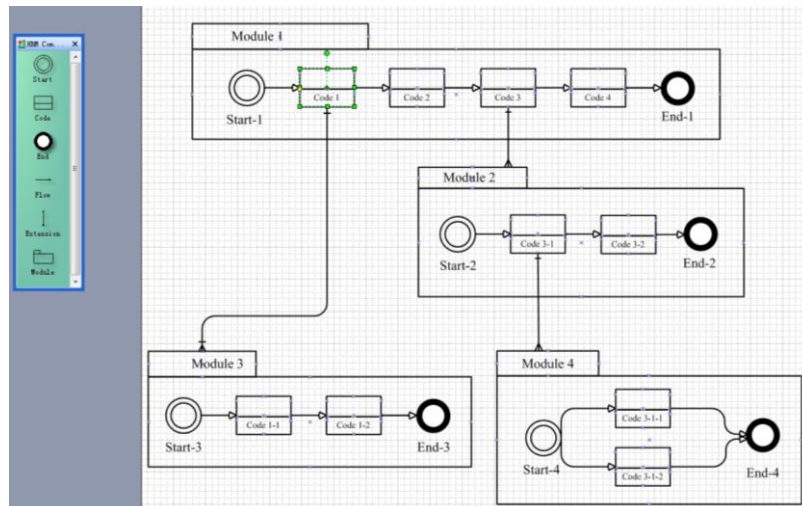 KNM Com...
Start
Code
End
Flow
Extension
Module
Module 1
Start-1
Code 1
Code 2
Code 3
Code 4
End-1
Module 2
Start-2
Code 3-1
Code 3-2
End-2
Module 3
Start-3
Code 1-1
Code 1-2
End-3
Module 4
Start-4
Code 3-1-1
Code 3-1-2
End-4